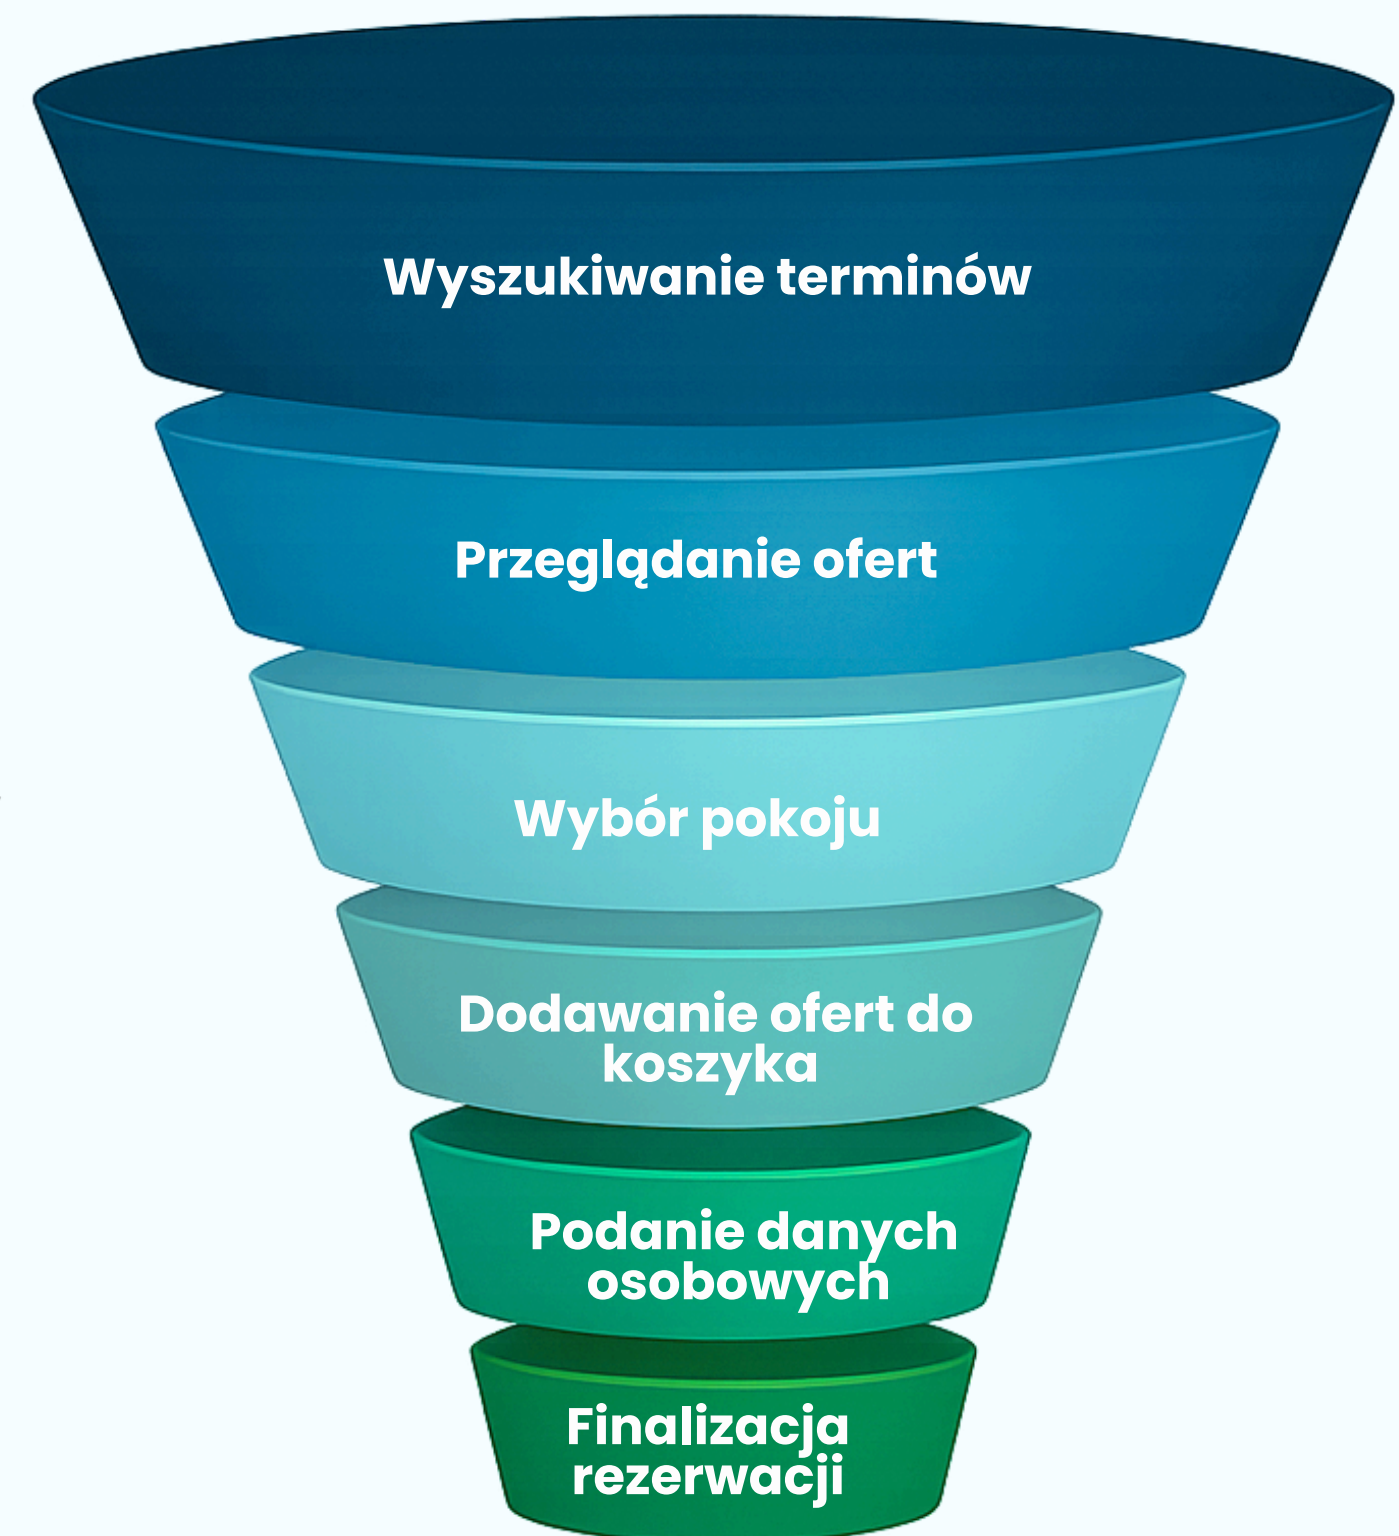 Wyszukiwanie terminów
Przeglądanie ofert
Wybór pokoju
Dodawanie ofert do
koszyka
Podanie danych
osobowych
Finalizacja
rezerwacji